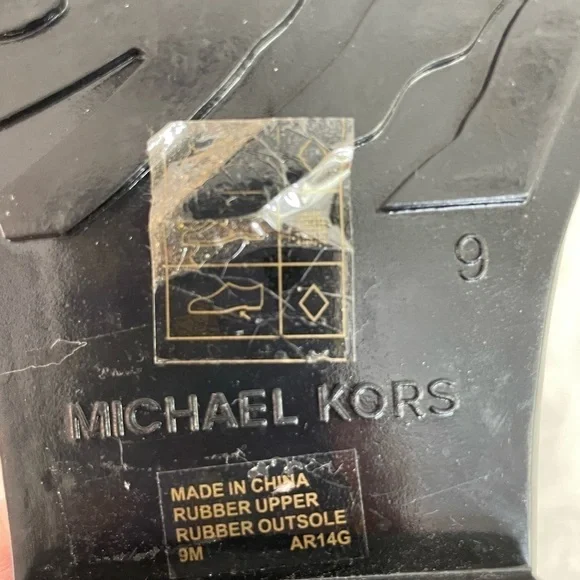 9
MICHAEL KORS
MADE IN CHINA
RUBBER UPPER
RUBBER OUTSOLE
9M AR14G